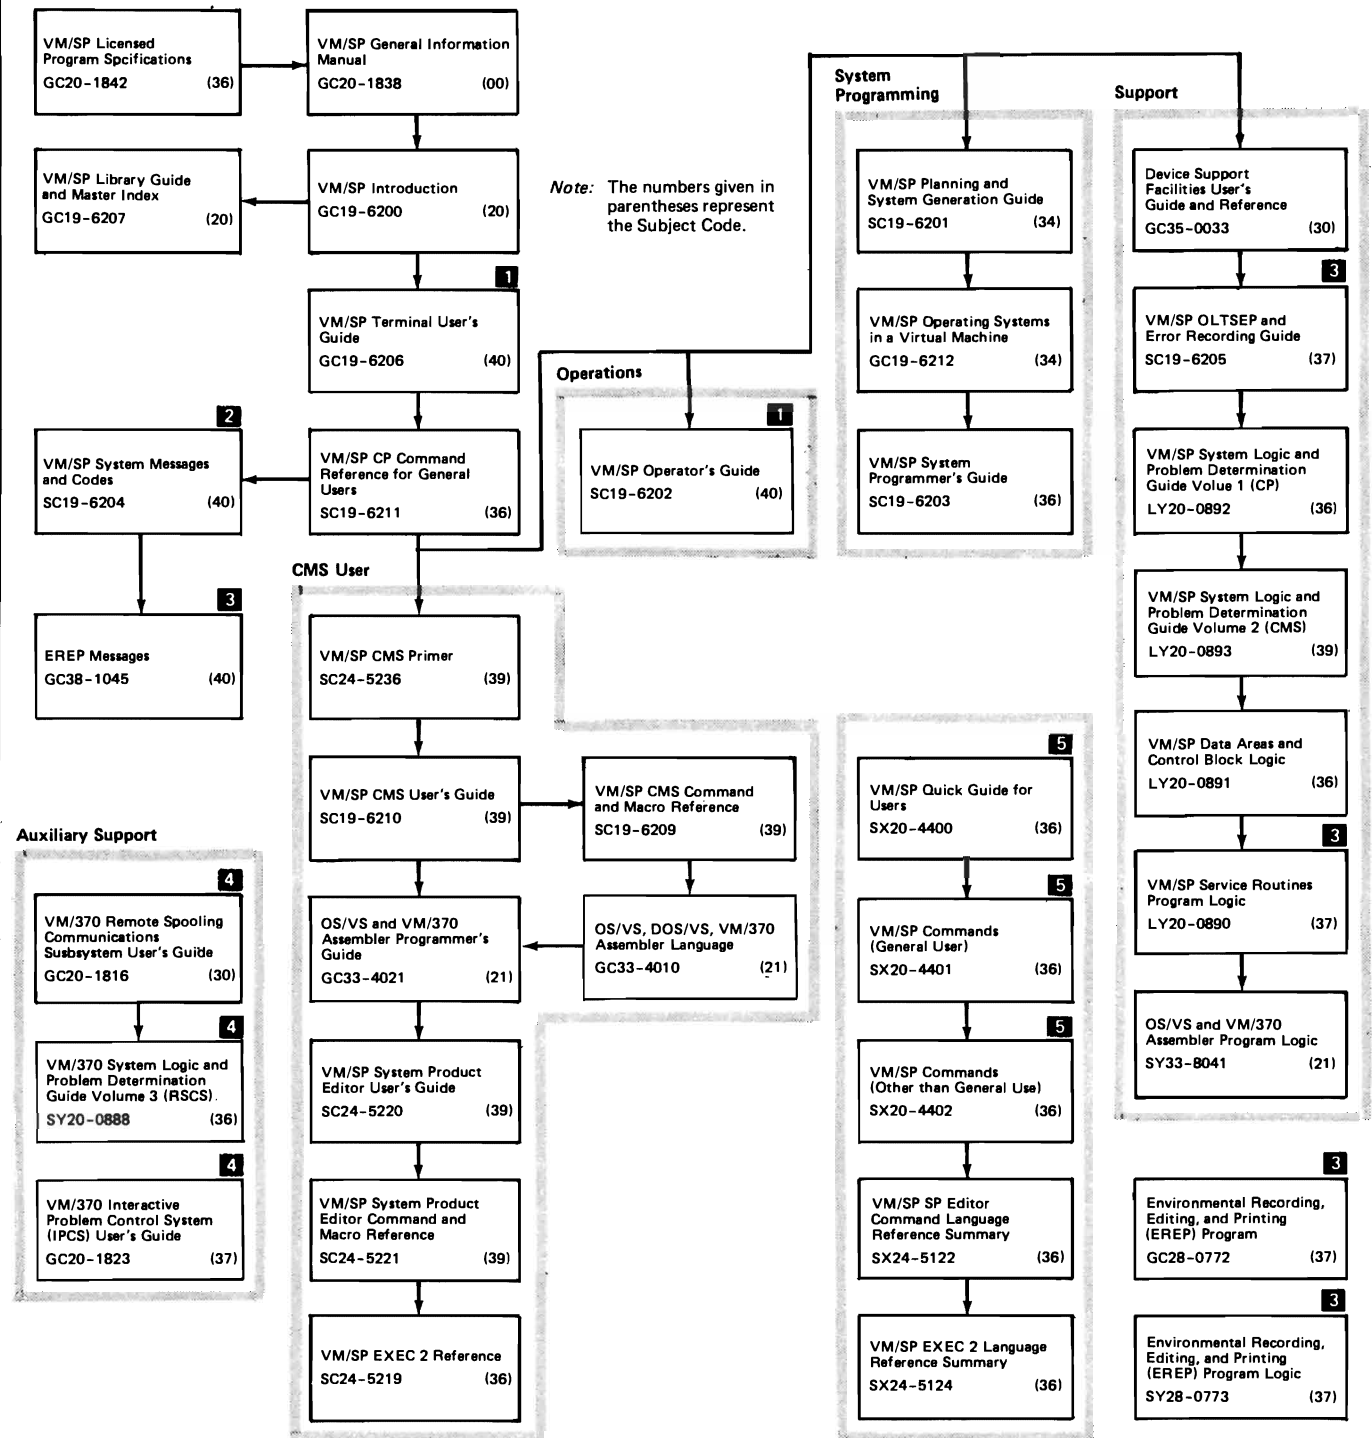 VM/SP Licensed
Program Spcifications
GC20-1842 (36)
VM/SP General Information
Manual
GC20-1838 (00)
VM/SP Library Guide
and Master Index
GC19-6207 (20)
VM/SP Introduction
GC19-6200 (20)
Note: The numbers given in
parentheses represent
the Subject Code.
1
VM/SP Terminal User's
Guide
GC19-6206 (40)
2
VM/SP System Messages
and Codes
SC19-6204 (40)
VM/SP CP Command
Reference for General
Users
SC19-6211 (36)
3
EREP Messages
GC38-1045 (40)
Operations
1
VM/SP Operator's Guide
SC19-6202 (40)
System
Programming
VM/SP Planning and
System Generation Guide
SC19-6201 (34)
VM/SP Operating Systems
in a Virtual Machine
GC19-6212 (34)
VM/SP System
Programmer's Guide
SC19-6203 (36)
Support
Device Support
Facilities User's
Guide and Reference
GC35-0033 (30)
3
VM/SP OLTSEP and
Error Recording Guide
SC19-6205 (37)
VM/SP System Logic and
Problem Determination
Guide Volue 1 (CP)
LY20-0892 (36)
VM/SP System Logic and
Problem Determination
Guide Volume 2 (CMS)
LY20-0893 (39)
VM/SP Data Areas and
Control Block Logic
LY20-0891 (36)
3
VM/SP Service Routines
Program Logic
LY20-0890 (37)
OS/VS and VM/370
Assembler Program Logic
SY33-8041 (21)
CMS User
VM/SP CMS Primer
SC24-5236 (39)
VM/SP CMS User's Guide
SC19-6210 (39)
VM/SP CMS Command
and Macro Reference
SC19-6209 (39)
OS/VS and VM/370
Assembler Programmer's
Guide
GC33-4021 (21)
OS/VS, DOS/VS, VM/370
Assembler Language
GC33-4010 (21)
VM/SP System Product
Editor User's Guide
SC24-5220 (39)
VM/SP System Product
Editor Command and
Macro Reference
SC24-5221 (39)
VM/SP EXEC 2 Reference
SC24-5219 (36)
Auxiliary Support
4
VM/370 Remote Spooling
Communications
Susbsystem User's Guide
GC20-1816 (30)
4
VM/370 System Logic and
Problem Determination
Guide Volume 3 (RSCS).
SY20-0888 (36)
4
VM/370 Interactive
Problem Control System
(IPCS) User's Guide
GC20-1823 (37)
5
VM/SP Quick Guide for
Users
SX20-4400 (36)
5
VM/SP Commands
(General User)
SX20-4401 (36)
5
VM/SP Commands
(Other than General Use)
SX20-4402 (36)
VM/SP SP Editor
Command Language
Reference Summary
SX24-5122 (36)
VM/SP EXEC 2 Language
Reference Summary
SX24-5124 (36)
3
Environmental Recording,
Editing, and Printing
(EREP) Program
GC28-0772 (37)
3
Environmental Recording,
Editing, and Printing
(EREP) Program Logic
SY28-0773 (37)